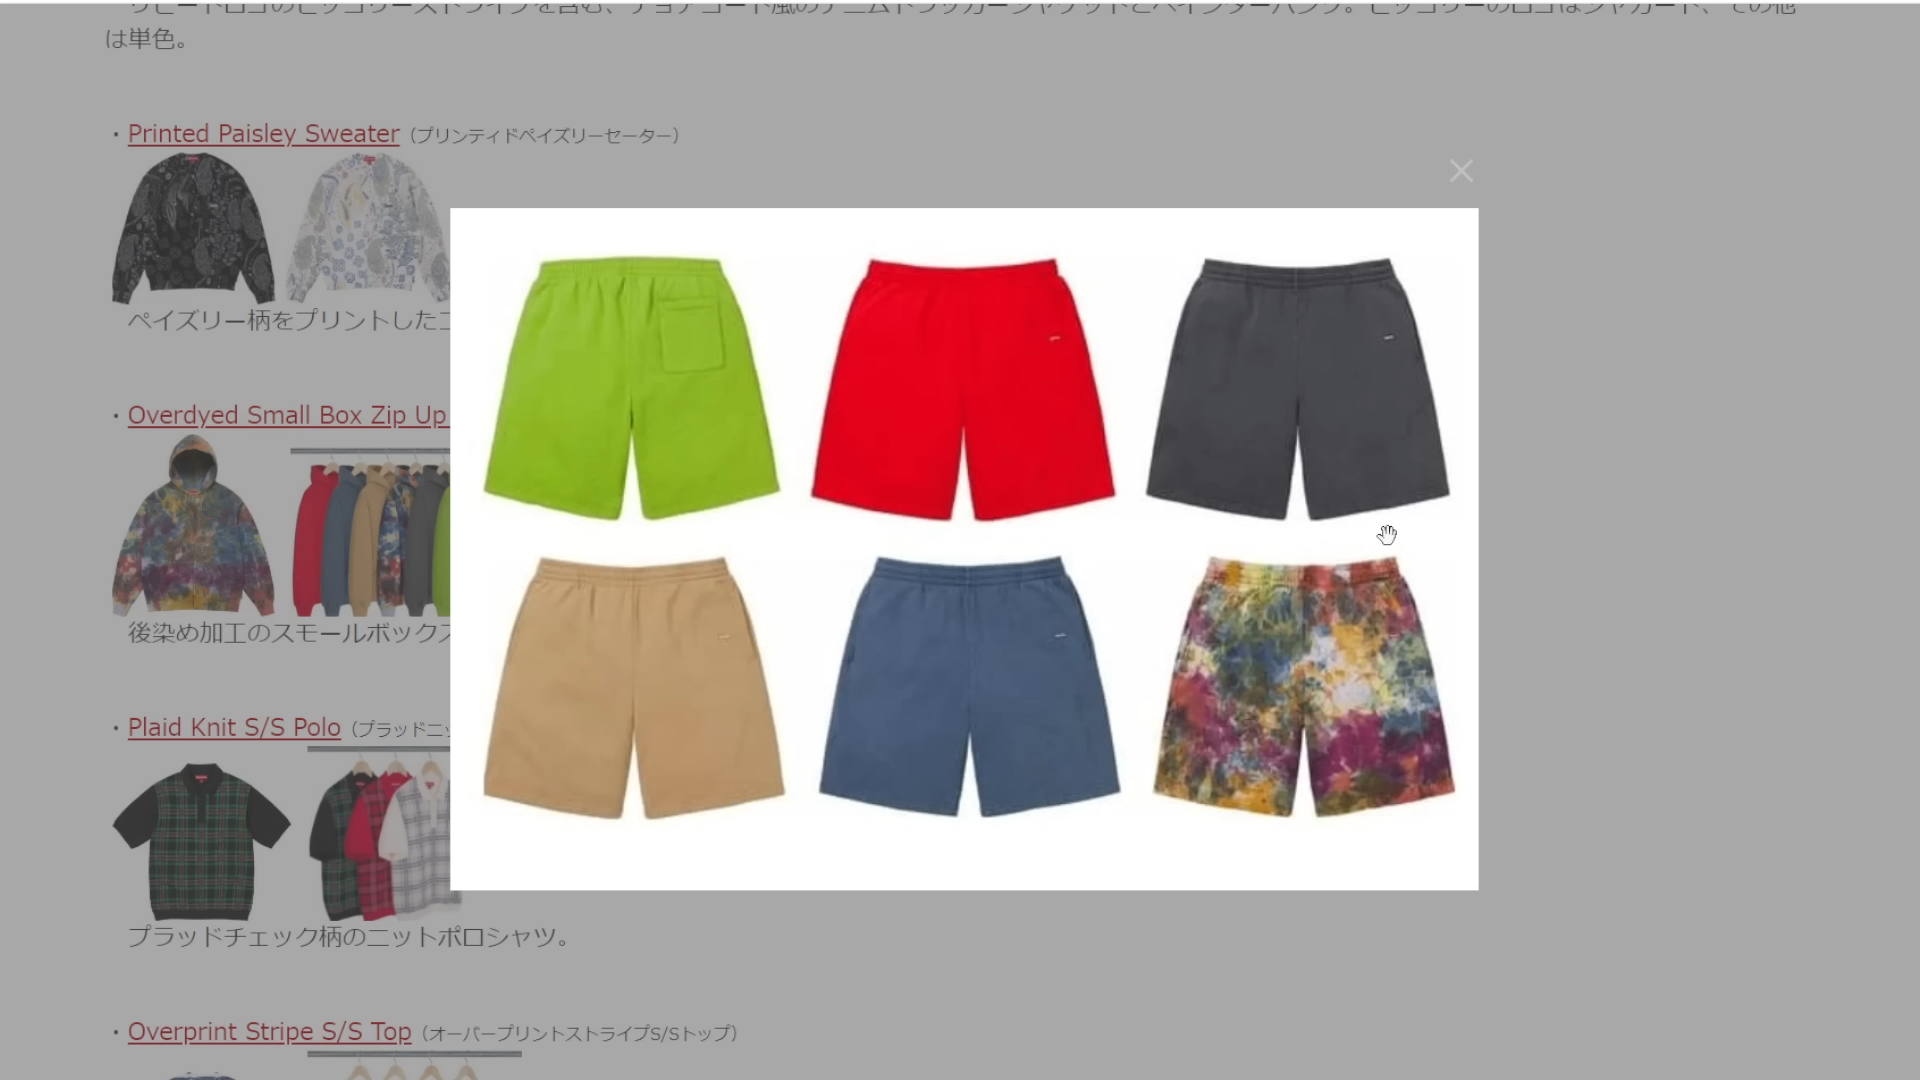 は単色。
・Printed Paisley Sweater（プリンティドペイズリーセーター）
ペイズリー柄をプリントした
・Overdyed Small Box Zip Up
後染め加工のスモールボックス
・Plaid Knit S/S Polo（プラッドニッ
プラッドチェック柄のニットポロシャツ。
・Overprint Stripe S/S Top（オーバープリントストライプS/Sトップ）